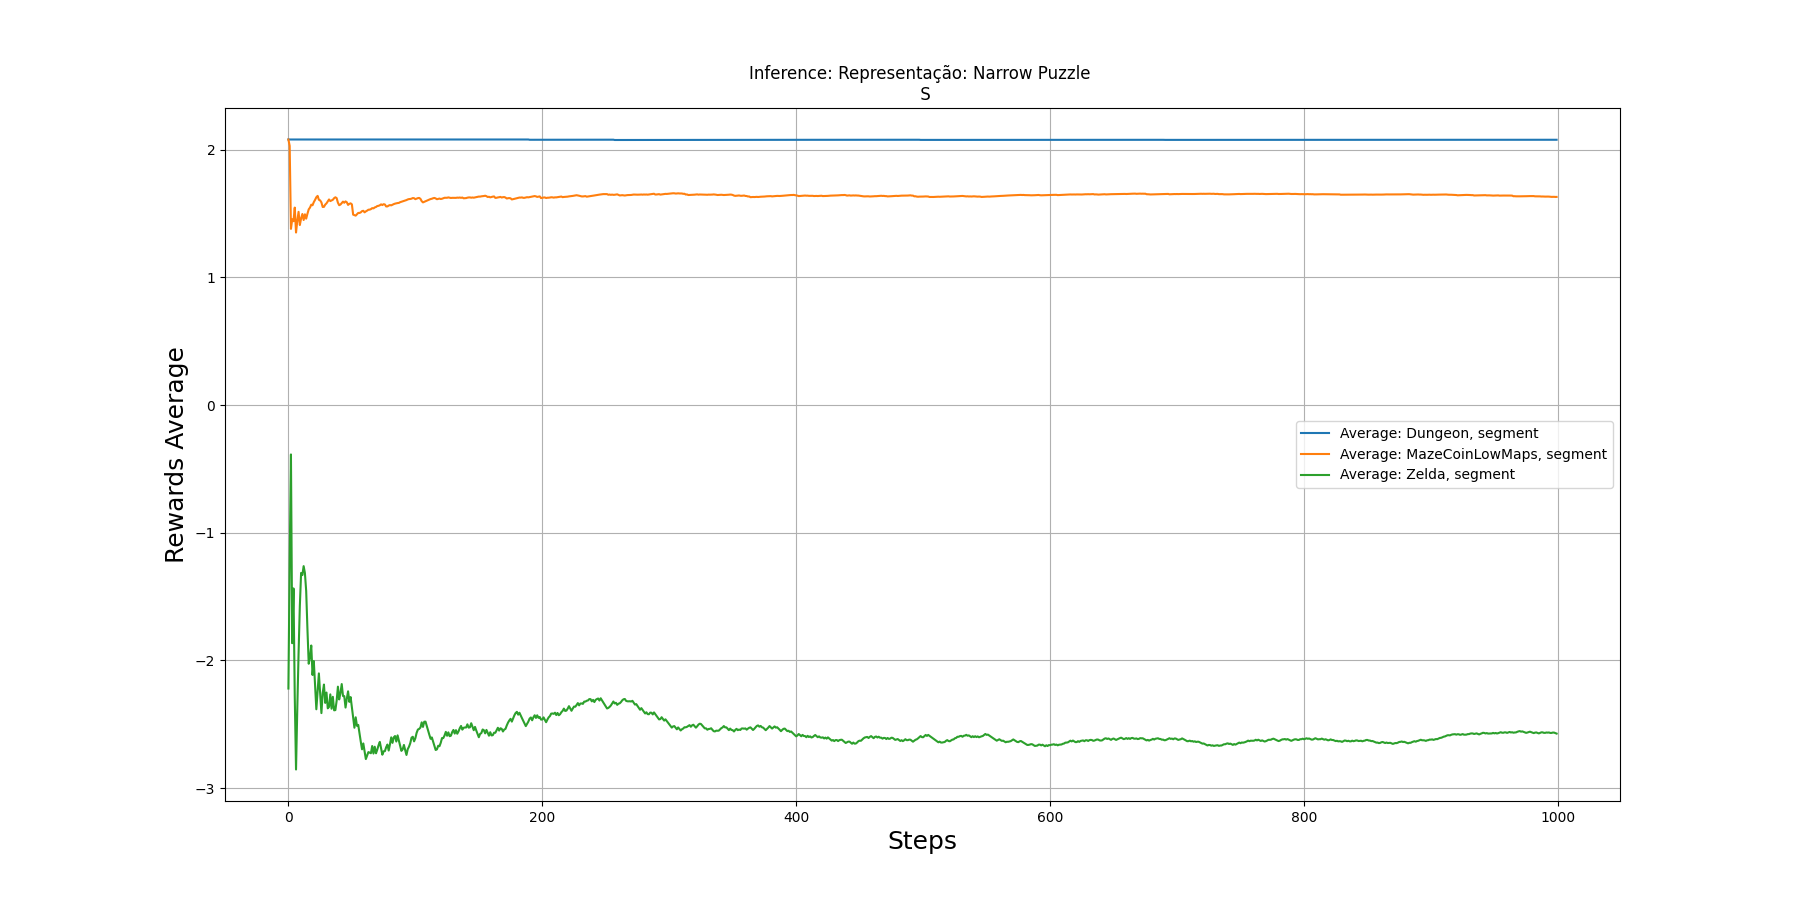 Inference: Representação: Narrow Puzzle
S
Rewards Average
2
1
0
−1
−2
−3
Average: Dungeon, segment
Average: MazeCoinLowMaps, segment
Average: Zelda, segment
0 200 400 600 800 1000
Steps